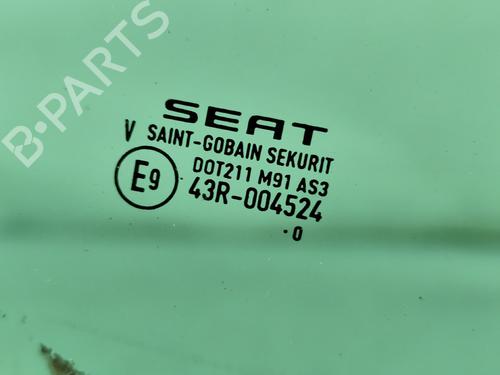 B-PARTS
SEAT
V SAINT-GOBAIN SEKURIT
DOT211 M91 AS3
E9 43R-004524
·0